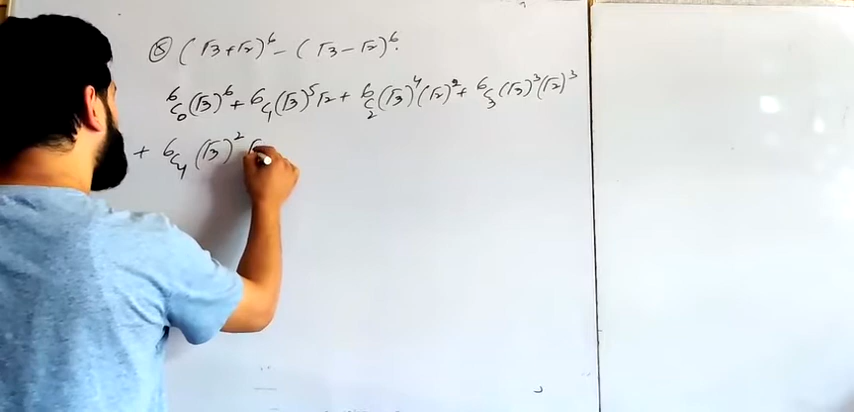 ⑧ (√3+√2)⁶ - (√3-√2)⁶.
⁶C₀(√3)⁶ + ⁶C₁(√3)⁵√2 + ⁶C₂(√3)⁴(√2)² + ⁶C₃(√3)³(√2)³
+ ⁶C₄(√3)² √